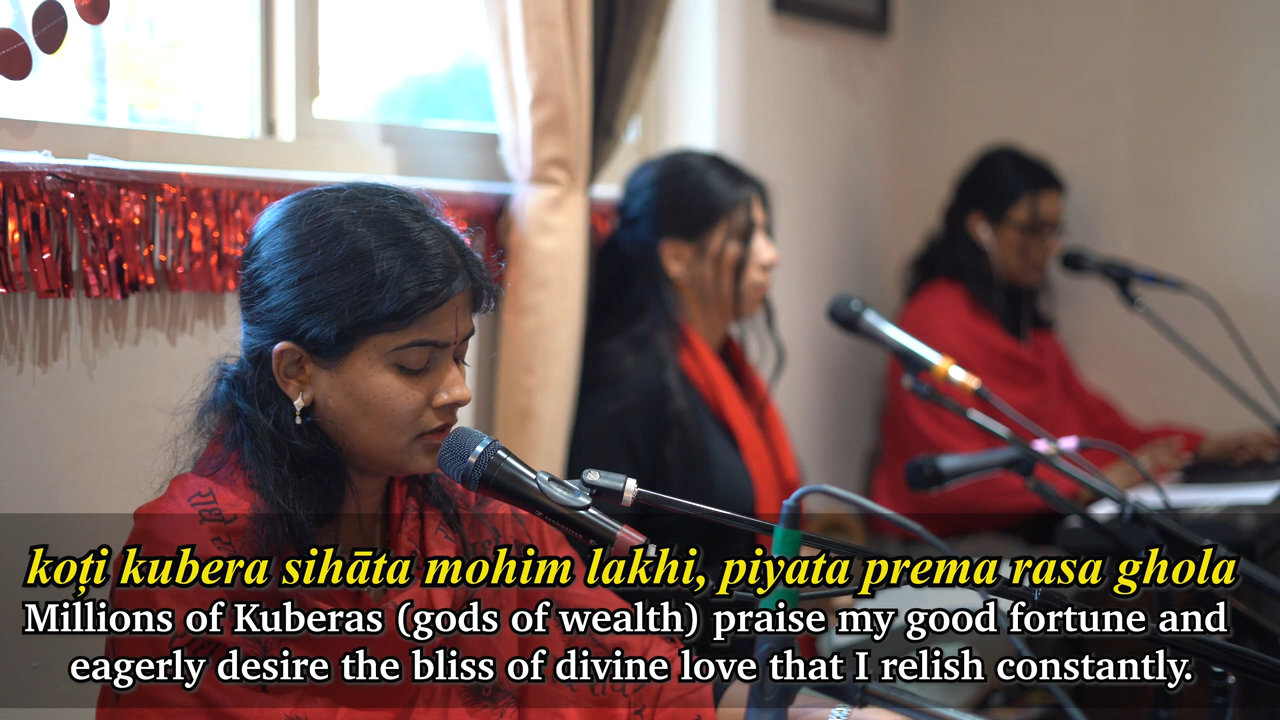 राधे
koṭi kubera sihāta mohim lakhi, piyata prema rasa ghola
Millions of Kuberas (gods of wealth) praise my good fortune and
eagerly desire the bliss of divine love that I relish constantly.